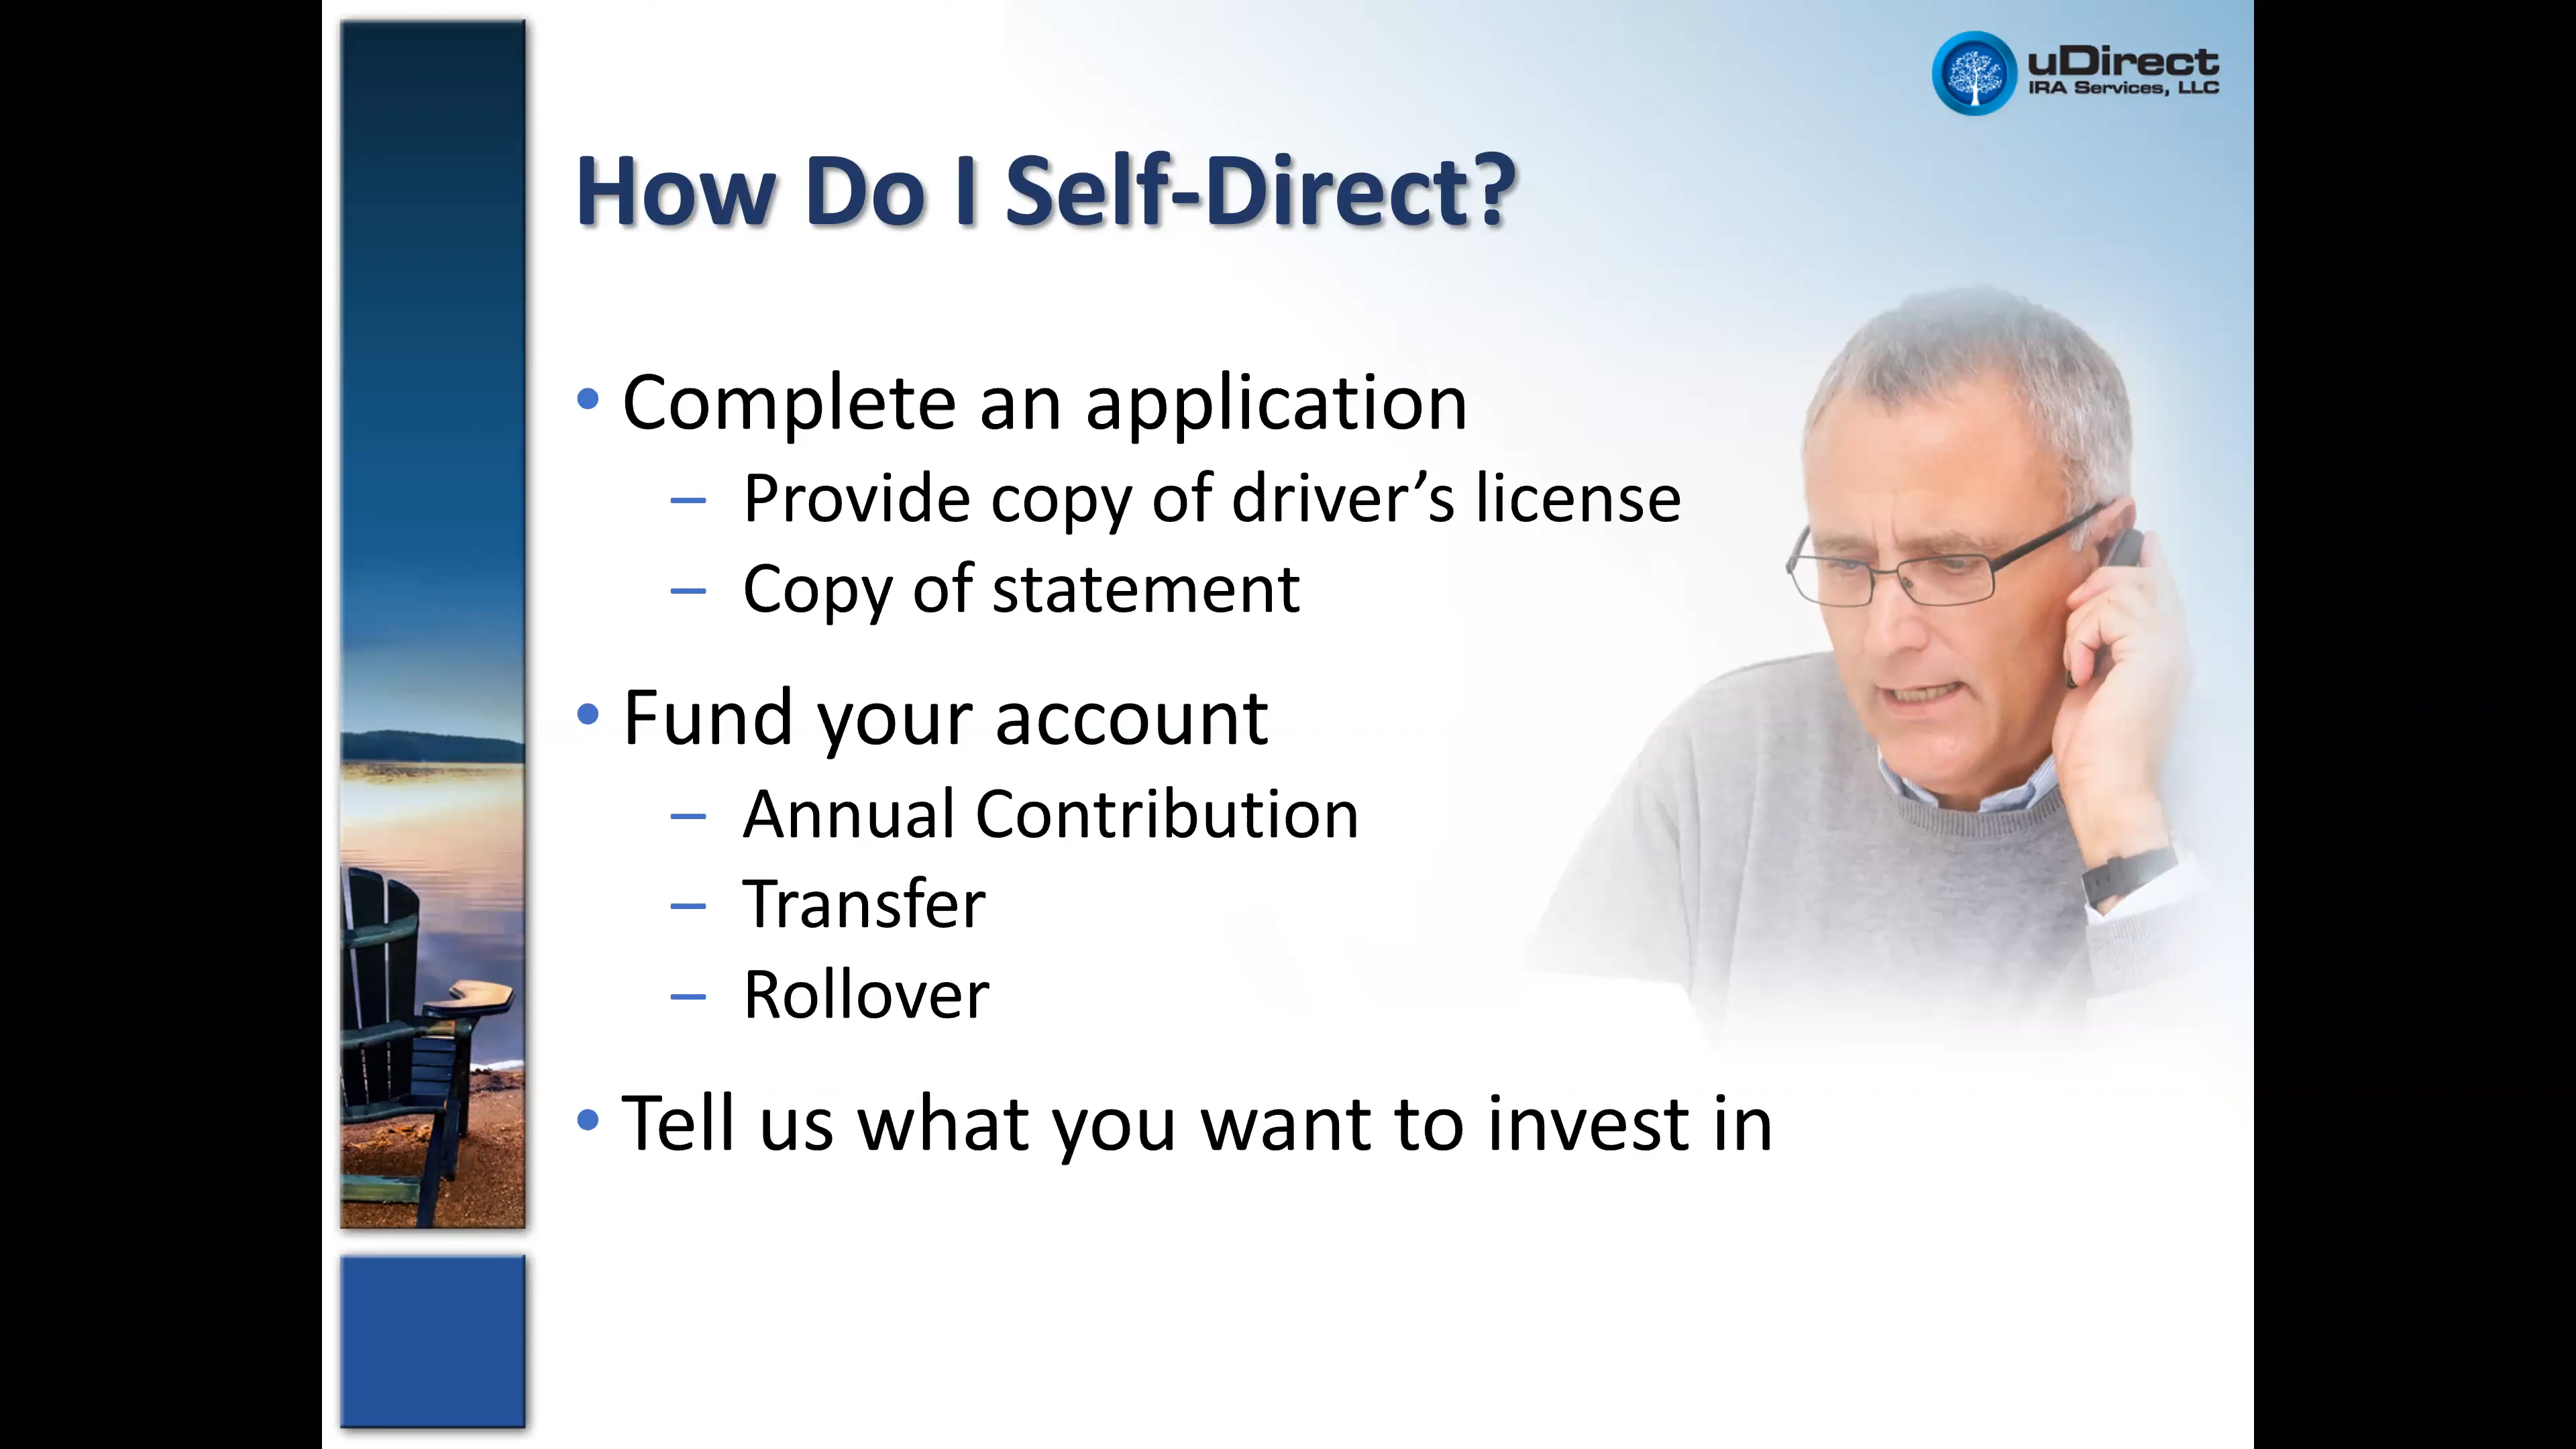 uDirect
IRA Services, LLC
How Do I Self-Direct?
• Complete an application
– Provide copy of driver’s license
– Copy of statement
• Fund your account
– Annual Contribution
– Transfer
– Rollover
• Tell us what you want to invest in